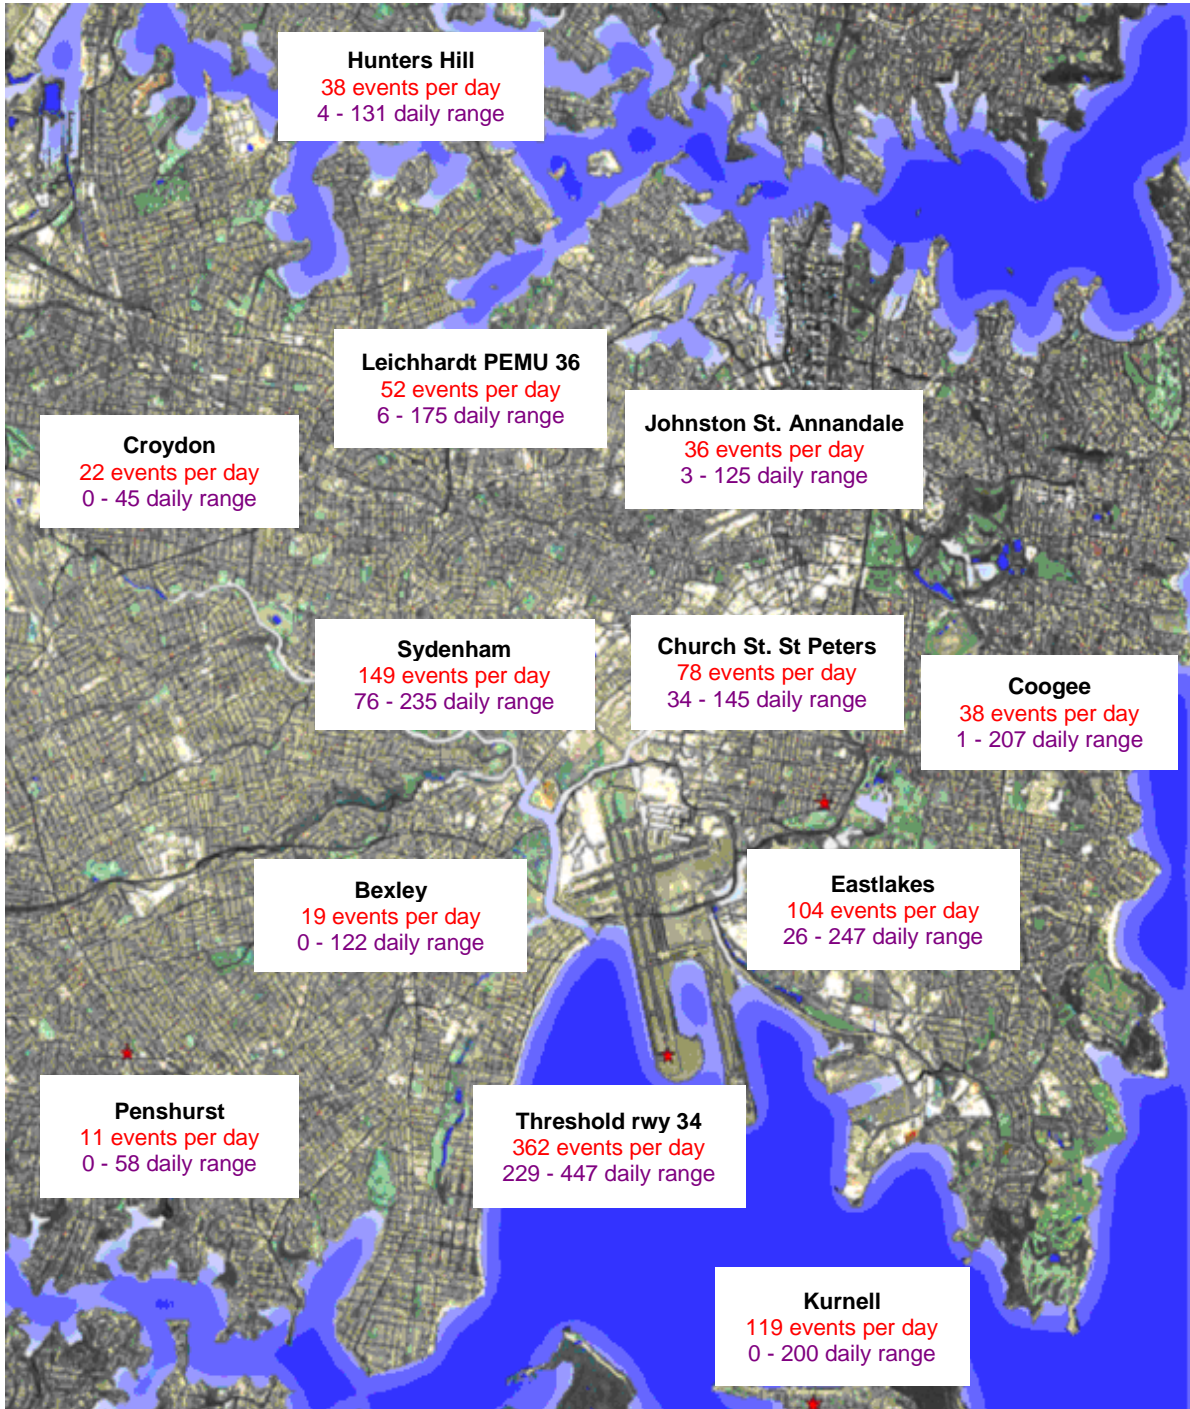 Hunters Hill
38 events per day
4 - 131 daily range
Leichhardt PEMU 36
52 events per day
6 - 175 daily range
Johnston St. Annandale
36 events per day
3 - 125 daily range
Croydon
22 events per day
0 - 45 daily range
Sydenham
149 events per day
76 - 235 daily range
Church St. St Peters
78 events per day
34 - 145 daily range
Coogee
38 events per day
1 - 207 daily range
Bexley
19 events per day
0 - 122 daily range
Eastlakes
104 events per day
26 - 247 daily range
Penshurst
11 events per day
0 - 58 daily range
Threshold rwy 34
362 events per day
229 - 447 daily range
Kurnell
119 events per day
0 - 200 daily range